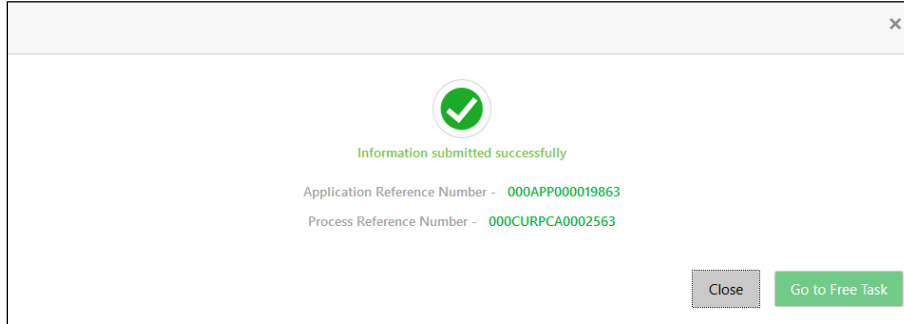 ×
Information submitted successfully
Application Reference Number - 000APP000019863
Process Reference Number - 000CURPCA0002563
Close Go to Free Task